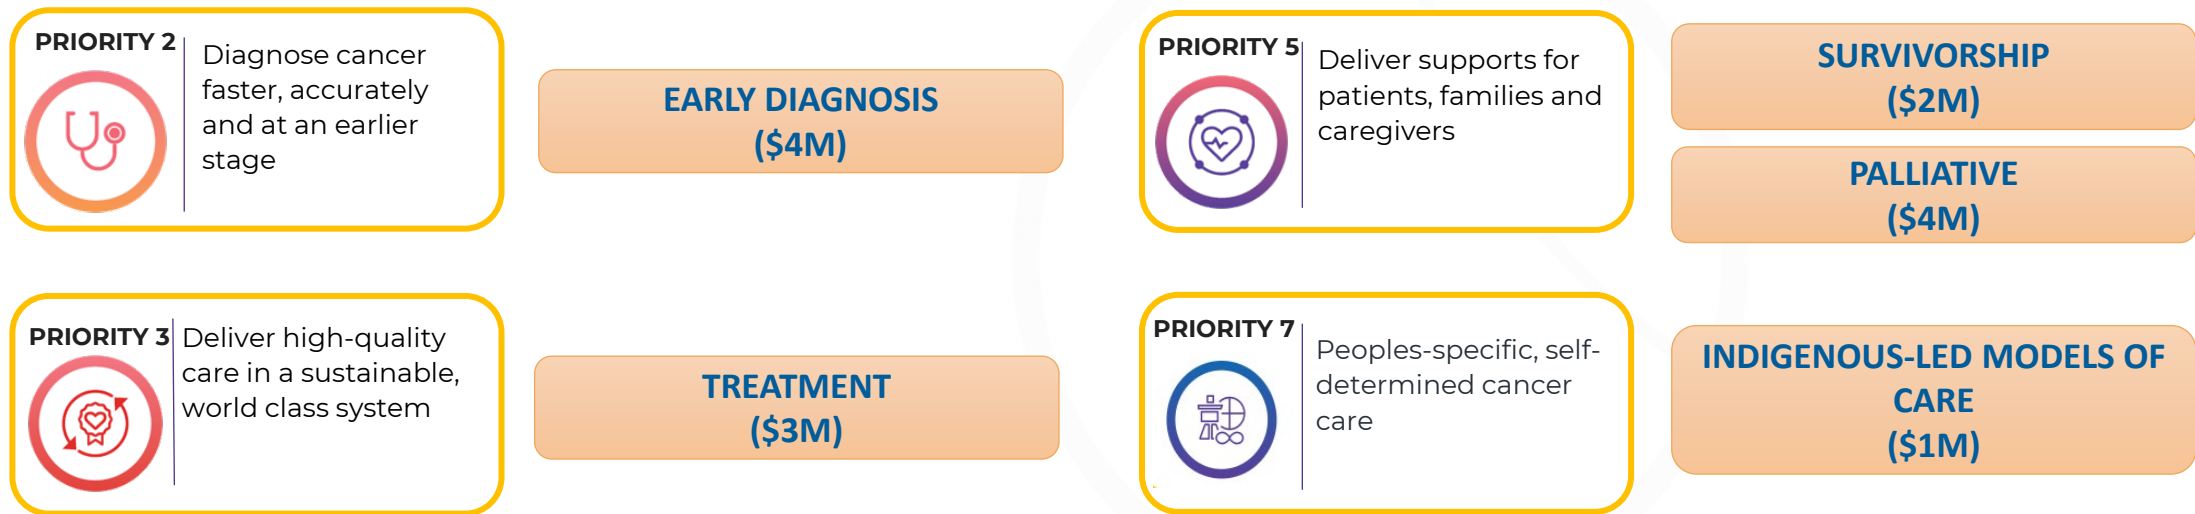 PRIORITY 2
Diagnose cancer
faster, accurately
and at an earlier
stage
EARLY DIAGNOSIS
($4M)
PRIORITY 3
Deliver high-quality
care in a sustainable,
world class system
TREATMENT
($3M)
PRIORITY 5
Deliver supports for
patients, families and
caregivers
SURVIVORSHIP
($2M)
PALLIATIVE
($4M)
PRIORITY 7
Peoples-specific, self-
determined cancer
care
INDIGENOUS-LED MODELS OF
CARE
($1M)